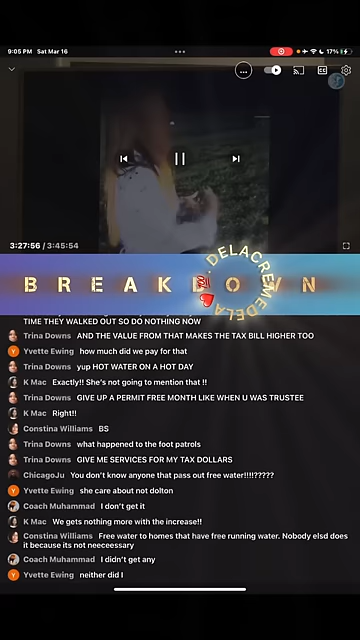 9:05 PM Sat Mar 16
17%
3:27:56 / 3:45:54
BREAKDOWN
DELACREMEDELA
TIME THEY WALKED OUT SO DO NOTHING NOW
Trina Downs AND THE VALUE FROM THAT MAKES THE TAX BILL HIGHER TOO
Y Yvette Ewing how much did we pay for that
Trina Downs yup HOT WATER ON A HOT DAY
K Mac Exactly!! She's not going to mention that !!
Trina Downs GIVE UP A PERMIT FREE MONTH LIKE WHEN U WAS TRUSTEE
K Mac Right!!
Constina Williams BS
Trina Downs what happened to the foot patrols
Trina Downs GIVE ME SERVICES FOR MY TAX DOLLARS
ChicagoJu You don't know anyone that pass out free water!!!!?????
Y Yvette Ewing she care about not dolton
Coach Muhammad I don't get it
K Mac We gets nothing more with the increase!!
Constina Williams Free water to homes that have free running water. Nobody elsd does
it because its not neeceessary
Coach Muhammad I didn't get any
Y Yvette Ewing neither did I